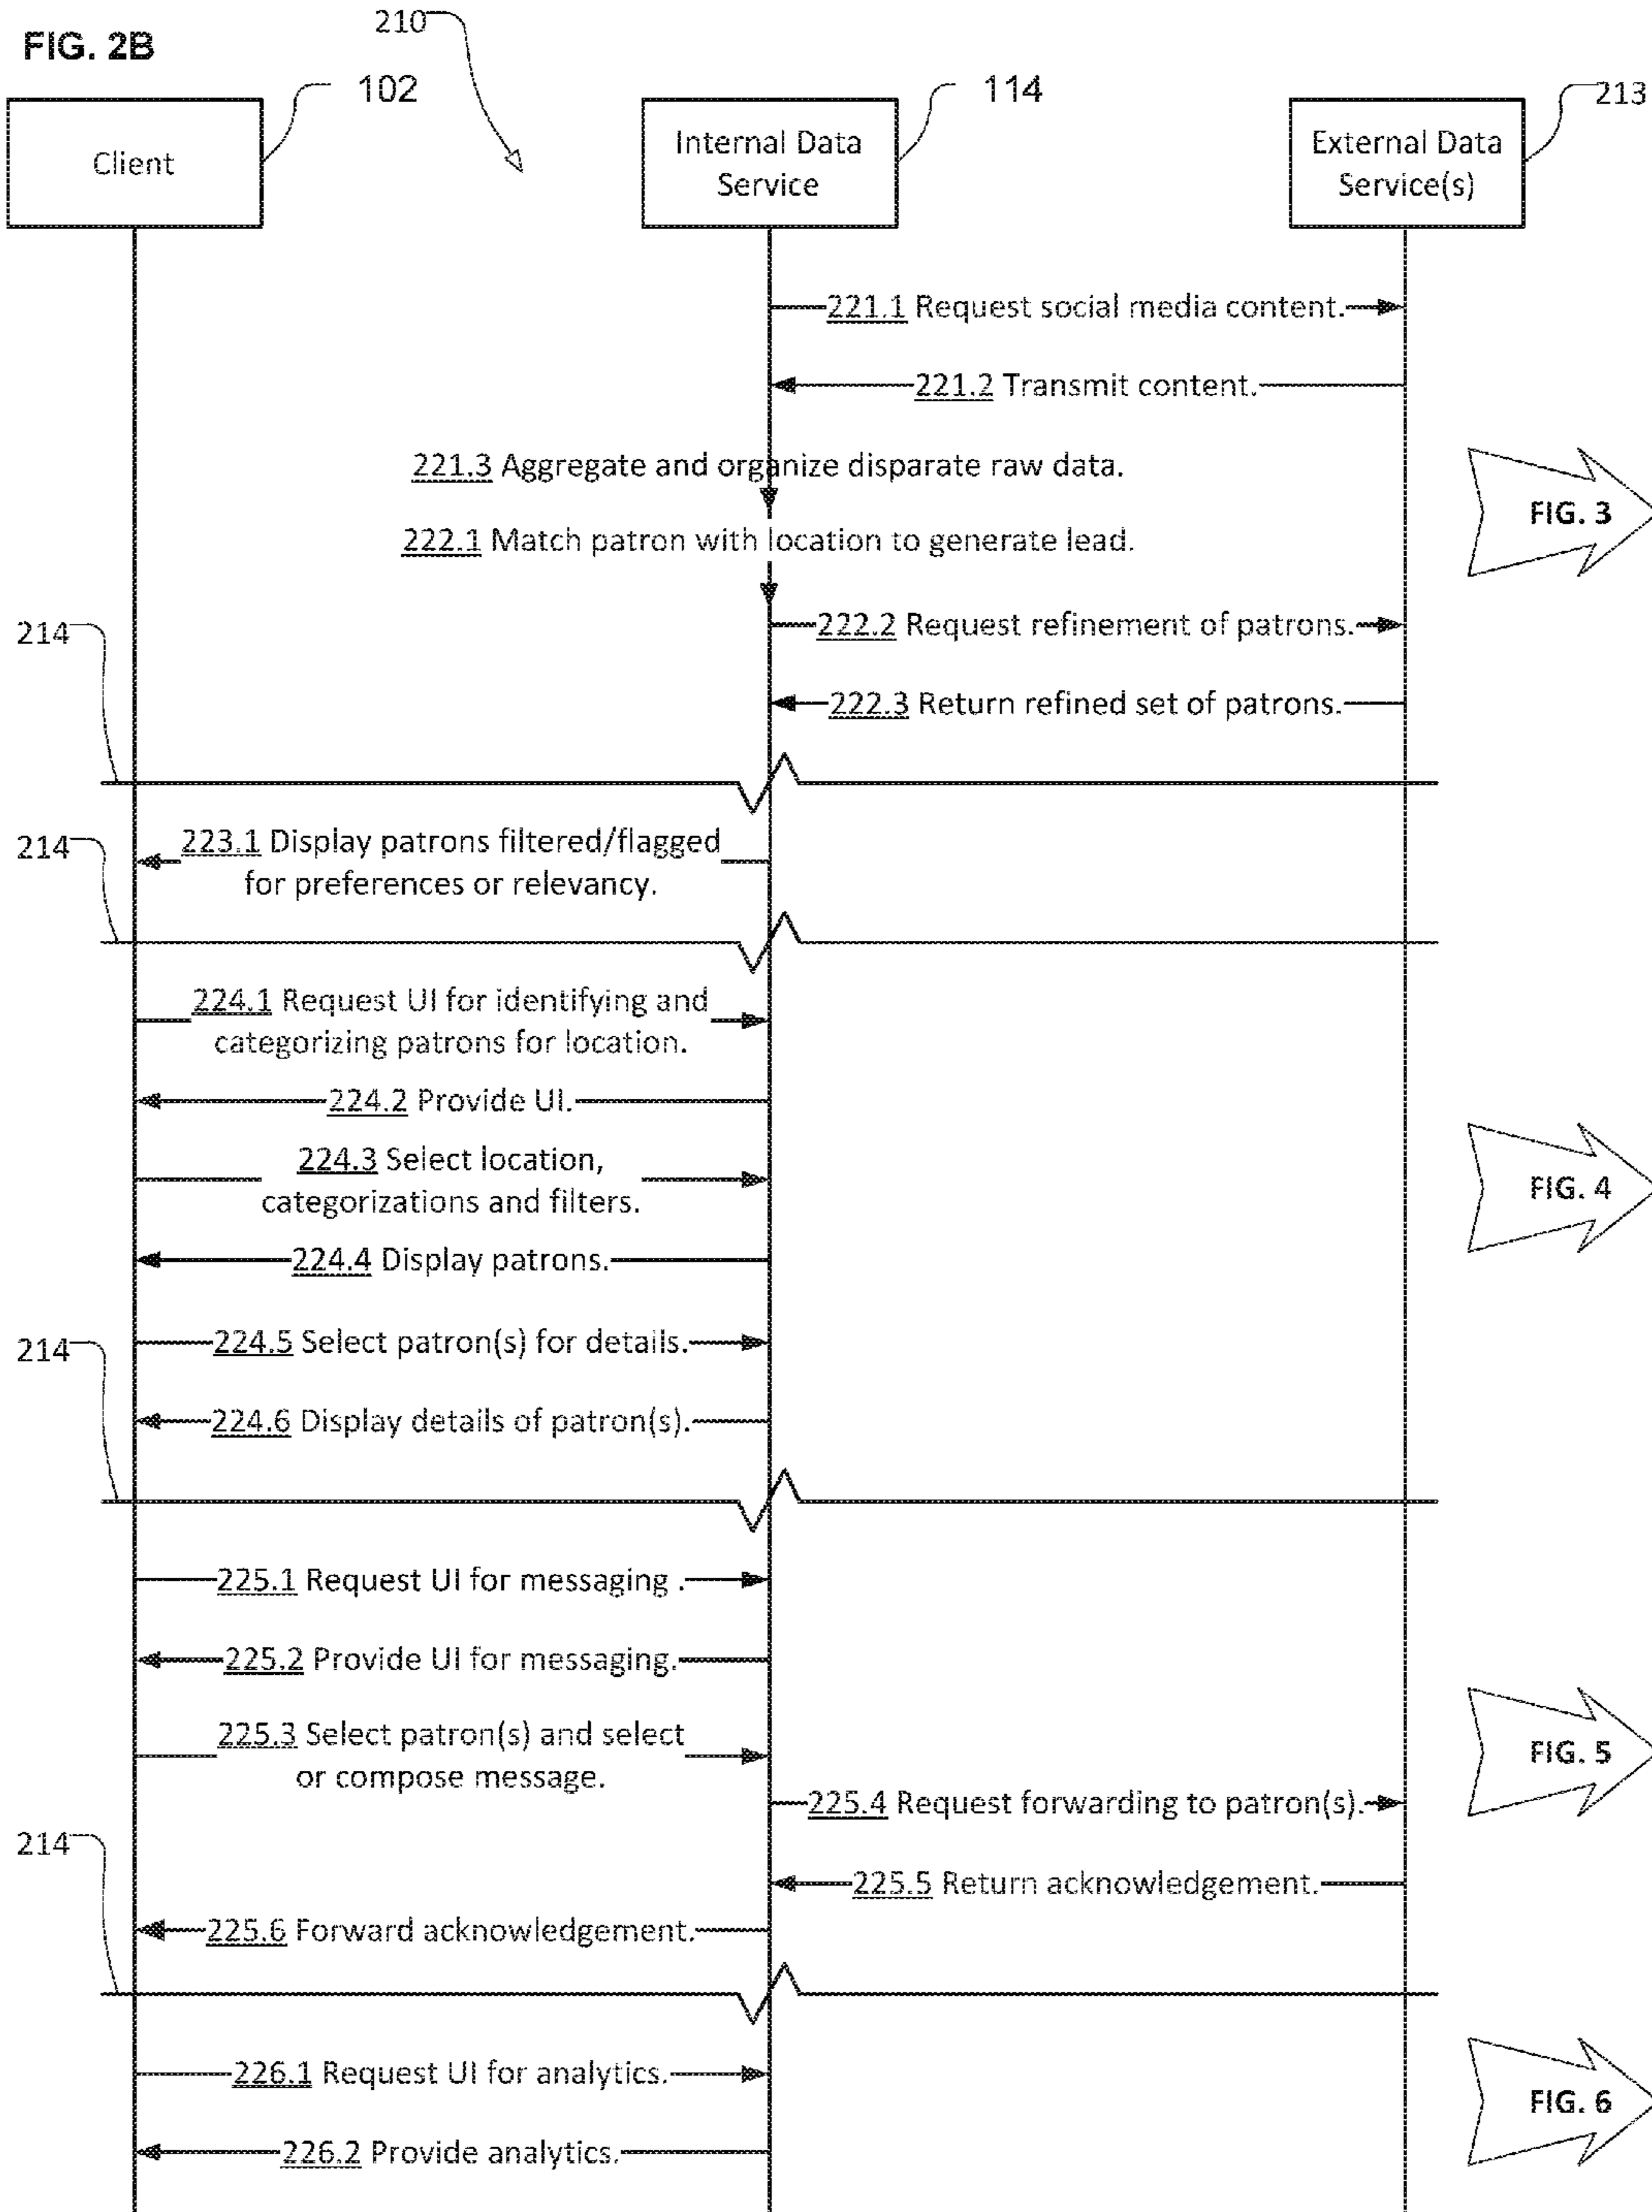 FIG. 2B
210
102
114
213
Client
Internal Data
Service
External Data
Service(s)
221.1 Request social media content.
221.2 Transmit content.
221.3 Aggregate and organize disparate raw data.
FIG. 3
222.1 Match patron with location to generate lead.
214
222.2 Request refinement of patrons.
222.3 Return refined set of patrons.
214
223.1 Display patrons filtered/flagged
for preferences or relevancy.
224.1 Request UI for identifying and
categorizing patrons for location.
224.2 Provide UI.
224.3 Select location,
categorizations and filters.
FIG. 4
224.4 Display patrons.
224.5 Select patron(s) for details.
214
224.6 Display details of patron(s).
225.1 Request UI for messaging .
225.2 Provide UI for messaging.
225.3 Select patron(s) and select
or compose message.
FIG. 5
225.4 Request forwarding to patron(s).
214
225.5 Return acknowledgement.
225.6 Forward acknowledgement.
226.1 Request UI for analytics.
FIG. 6
226.2 Provide analytics.